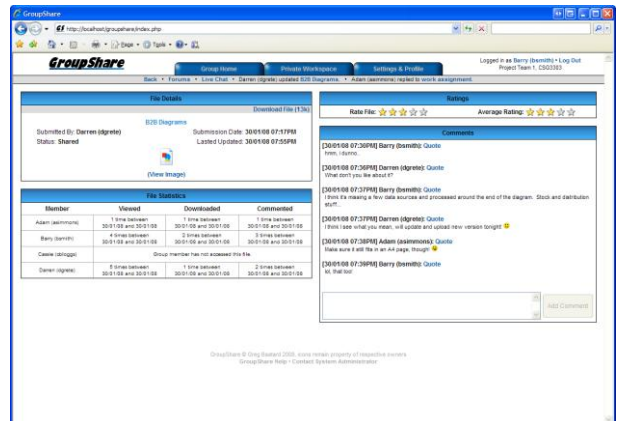 GroupShare
http://localhost/groupshare/index.php
Page
Tools
GroupShare
Group Home
Private Workspace
Settings & Profile
Logged in as Barry (bsmith) • Log Out
Project Team 1, CSG3303
Back • Forums • Live Chat • Darren (dgrete) updated B2B Diagrams. • Adam (asimmons) replied to work assignment.
File Details
Download File (13k)
B2B Diagrams
Submitted By: Darren (dgrete)
Submission Date: 30/01/08 07:17PM
Status: Shared
Last Updated: 30/01/08 07:55PM
(View Image)
File Statistics
Member Viewed Downloaded Commented
Adam (asimmons)
1 time between
30/01/08 and 30/01/08
1 time between
30/01/08 and 30/01/08
1 time between
30/01/08 and 30/01/08
Barry (bsmith)
4 times between
30/01/08 and 30/01/08
2 times between
30/01/08 and 30/01/08
3 times between
30/01/08 and 30/01/08
Group member has not accessed this file.
Darren (dgrete)
5 times between
30/01/08 and 30/01/08
1 time between
30/01/08 and 30/01/08
2 times between
30/01/08 and 30/01/08
Ratings
Rate File:
Average Rating:
Comments
[30/01/08 07:36PM] Barry (bsmith): Quote
hmm, I dunno..
[30/01/08 07:36PM] Darren (dgrete): Quote
What don't you like about it?
[30/01/08 07:37PM] Barry (bsmith): Quote
I think its missing a few data sources and processed around the end of the diagram. Stock and distribution
stuff...
[30/01/08 07:37PM] Darren (dgrete): Quote
I think I see what you mean, will update and upload new version tonight!
[30/01/08 07:38PM] Adam (asimmons): Quote
Make sure it still fits in an A4 page, though!
[30/01/08 07:39PM] Barry (bsmith): Quote
lol, that too!
Add Comment
GroupShare © Greg Baatard 2008, icons remain property of respective owners
GroupShare Help • Contact System Administrator